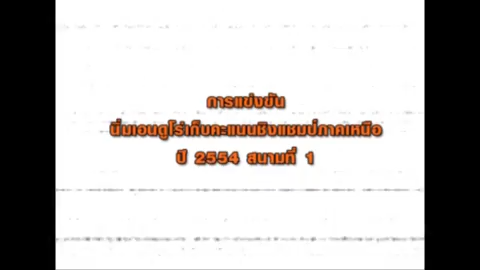 การแข่งขัน
นิ่มเอนดูโร่เก็บคะแนนชิงแชมป์ภาคเหนือ
ปี 2554 สนามที่ 1